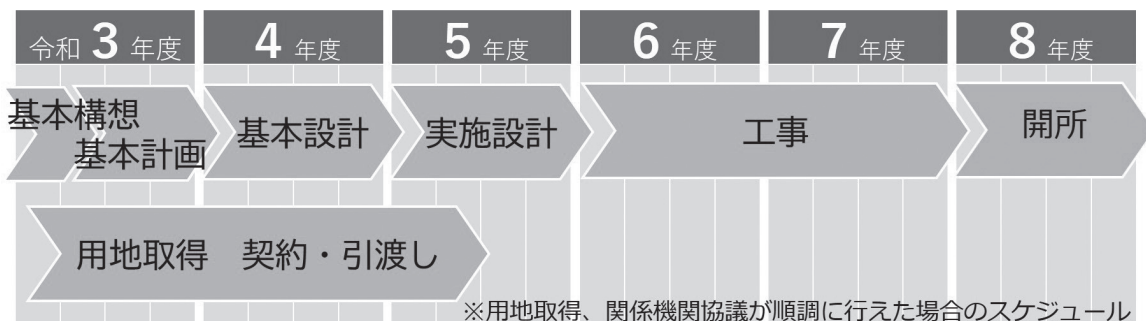 令和 3 年度 4 年度 5 年度 6 年度 7 年度 8 年度
基本構想
基本計画
基本設計
実施設計
工事
開所
用地取得 契約・引渡し
※用地取得、関係機関協議が順調に行えた場合のスケジュール